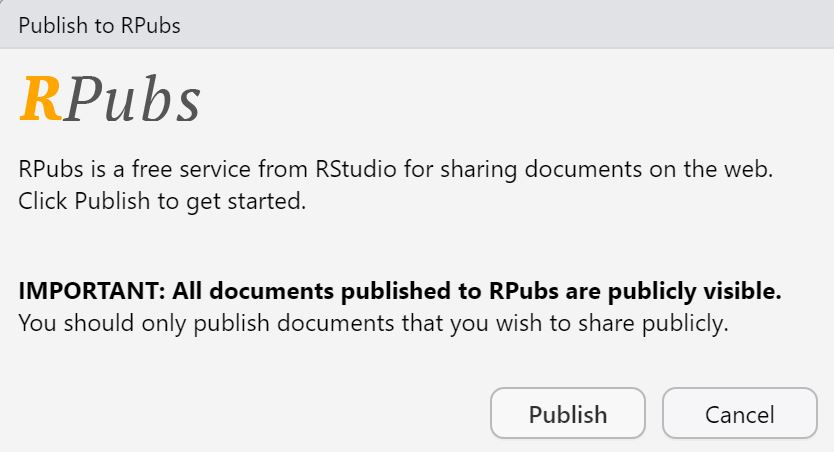 Publish to RPubs
RPubs
RPubs is a free service from RStudio for sharing documents on the web.
Click Publish to get started.
IMPORTANT: All documents published to RPubs are publicly visible.
You should only publish documents that you wish to share publicly.
Publish Cancel